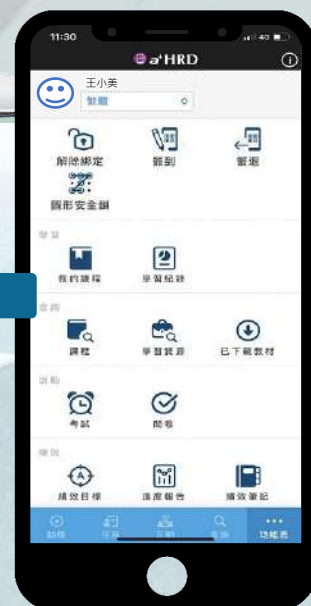 11:30
4G
a⁺HRD
王小美
繁體
解除綁定
簽到
簽退
圖形安全鎖
學習
我的課程
學習紀錄
查詢
課程
學習資源
已下載教材
活動
考試
問卷
績效
績效目標
進度報告
績效筆記
功能表